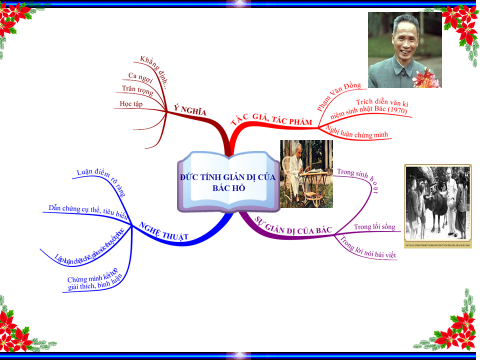 ĐỨC TÍNH GIẢN DỊ CỦA
BÁC HỒ
TÁC GIẢ, TÁC PHẨM
Phạm Văn Đồng
Trích diễn văn kỉ
niệm sinh nhật Bác (1970)
Nghị luận chứng minh
SỰ GIẢN DỊ CỦA BÁC
Trong sinh hoạt
Trong lối sống
Trong lời nói bài viết
NGHỆ THUẬT
Luận điểm rõ ràng
Dẫn chứng cụ thể, tiêu biểu
Chứng minh kết hợp
giải thích, bình luận
Ý NGHĨA
Khẳng định
Ca ngợi
Trân trọng
Học tập